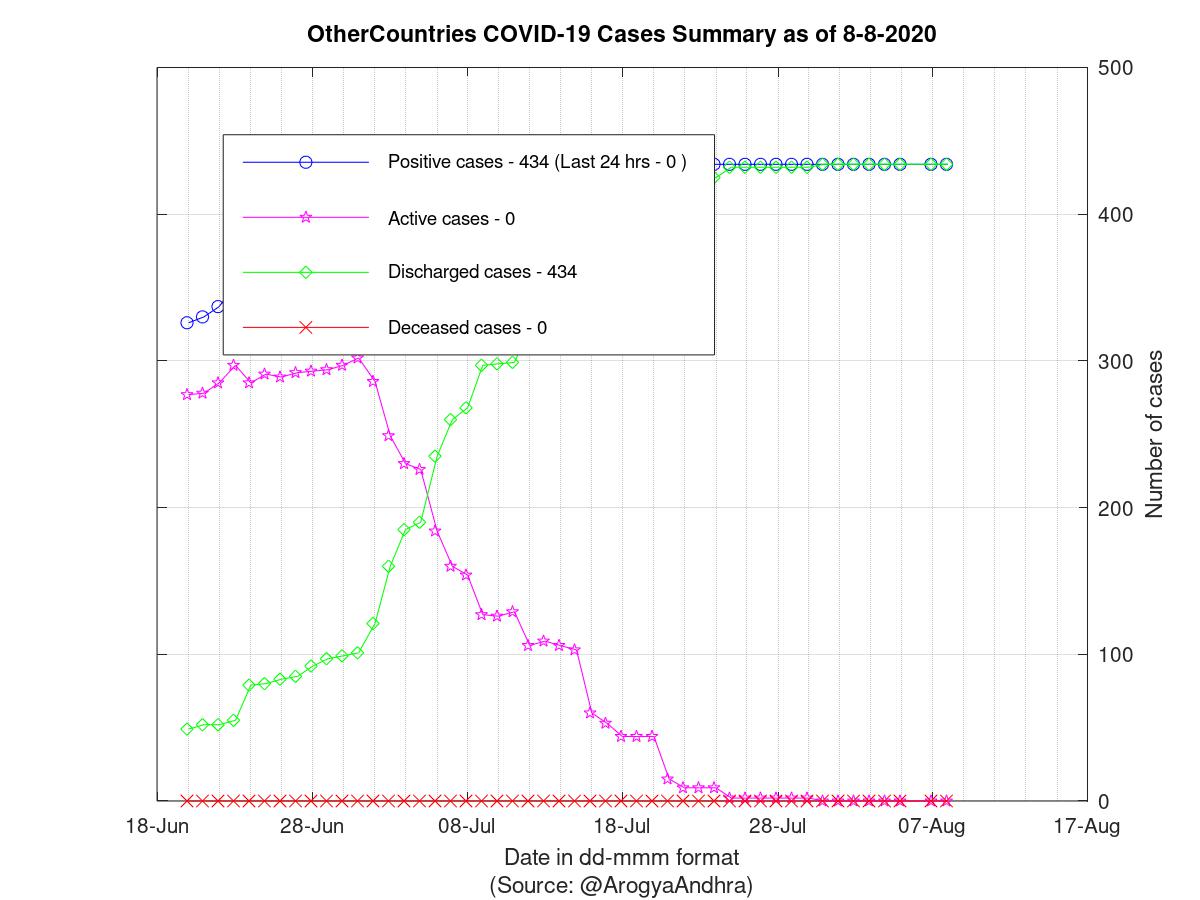 OtherCountries COVID-19 Cases Summary as of 8-8-2020
Positive cases - 434 (Last 24 hrs - 0 )
Active cases - 0
Discharged cases - 434
Deceased cases - 0
500
400
300
200
100
0
Number of cases
18-Jun 28-Jun 08-Jul 18-Jul 28-Jul 07-Aug 17-Aug
Date in dd-mmm format
(Source: @ArogyaAndhra)